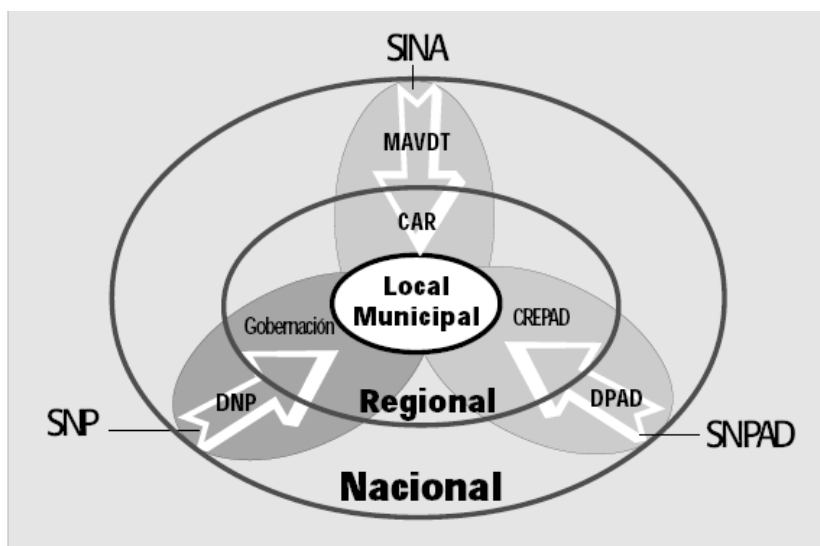 SINA
MAVDT
CAR
Local
Municipal
Gobernación
CREPAD
DNP
Regional
DPAD
SNP
SNPAD
Nacional